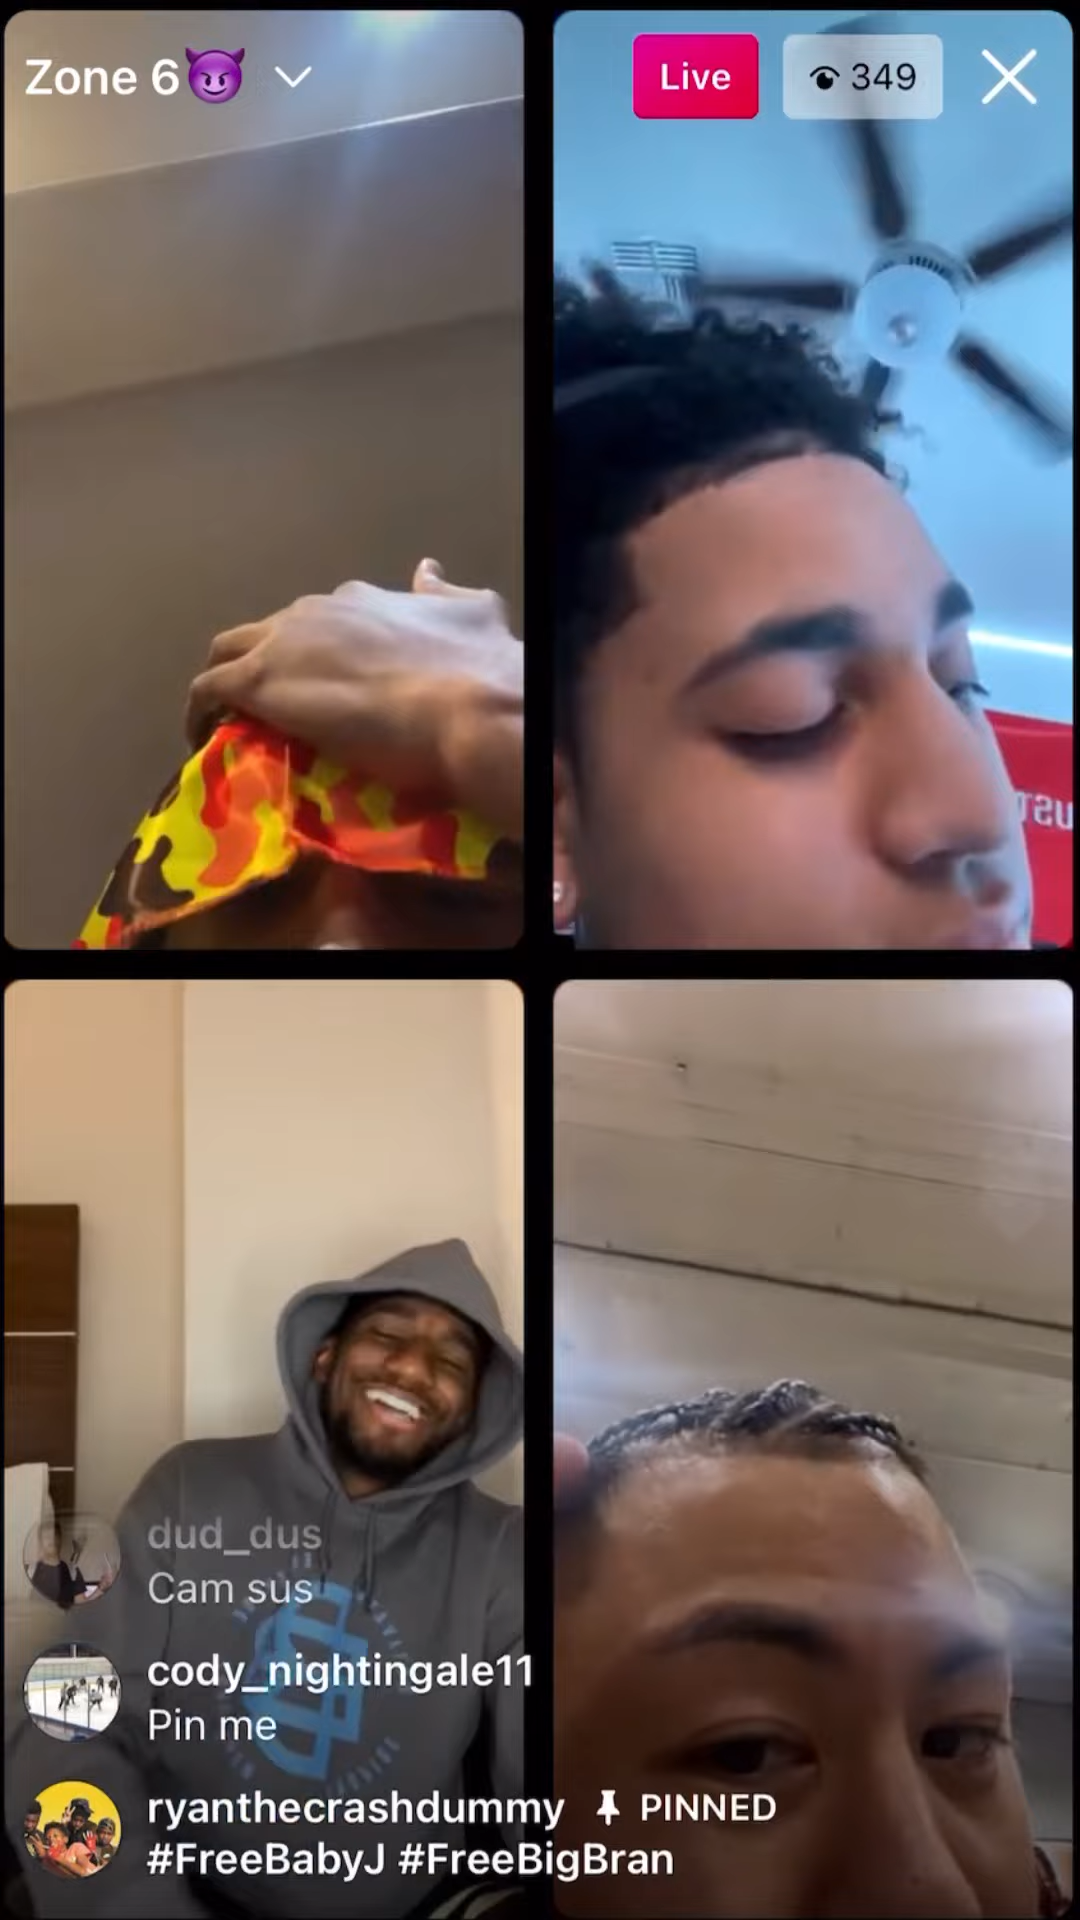 Zone 6😈
Live
349
dud_dus
Cam sus
cody_nightingale11
Pin me
ryanthecrashdummy PINNED
#FreeBabyJ #FreeBigBran